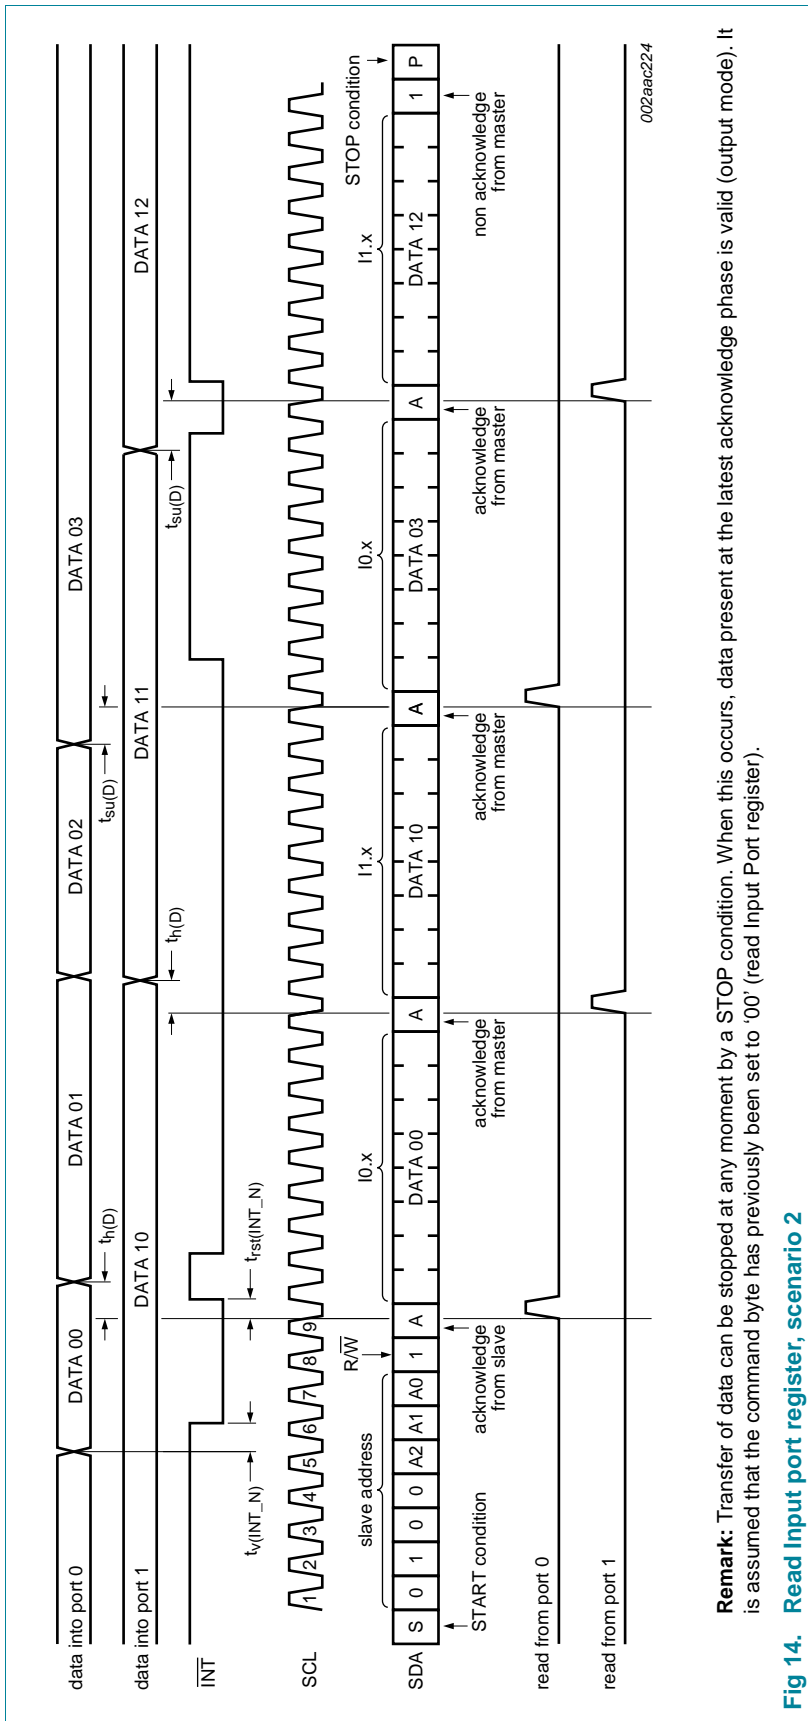 data into port 0
DATA 00
DATA 01
DATA 02
DATA 03
th(D)
tsu(D)
data into port 1
DATA 10
DATA 11
DATA 12
th(D)
tsu(D)
INT
tv(INT_N)
trst(INT_N)
SCL
1 2 3 4 5 6 7 8 9
slave address
R/W
I0.x
I1.x
I0.x
I1.x
STOP condition
SDA
S 0 1 0 0 A2 A1 A0 1 A DATA 00 A DATA 10 A DATA 03 A DATA 12 1 P
START condition
acknowledge
from slave
acknowledge
from master
acknowledge
from master
acknowledge
from master
non acknowledge
from master
read from port 0
read from port 1
002aac224
Remark: Transfer of data can be stopped at any moment by a STOP condition. When this occurs, data present at the latest acknowledge phase is valid (output mode). It
is assumed that the command byte has previously been set to ‘00’ (read Input Port register).
Fig 14. Read Input port register, scenario 2